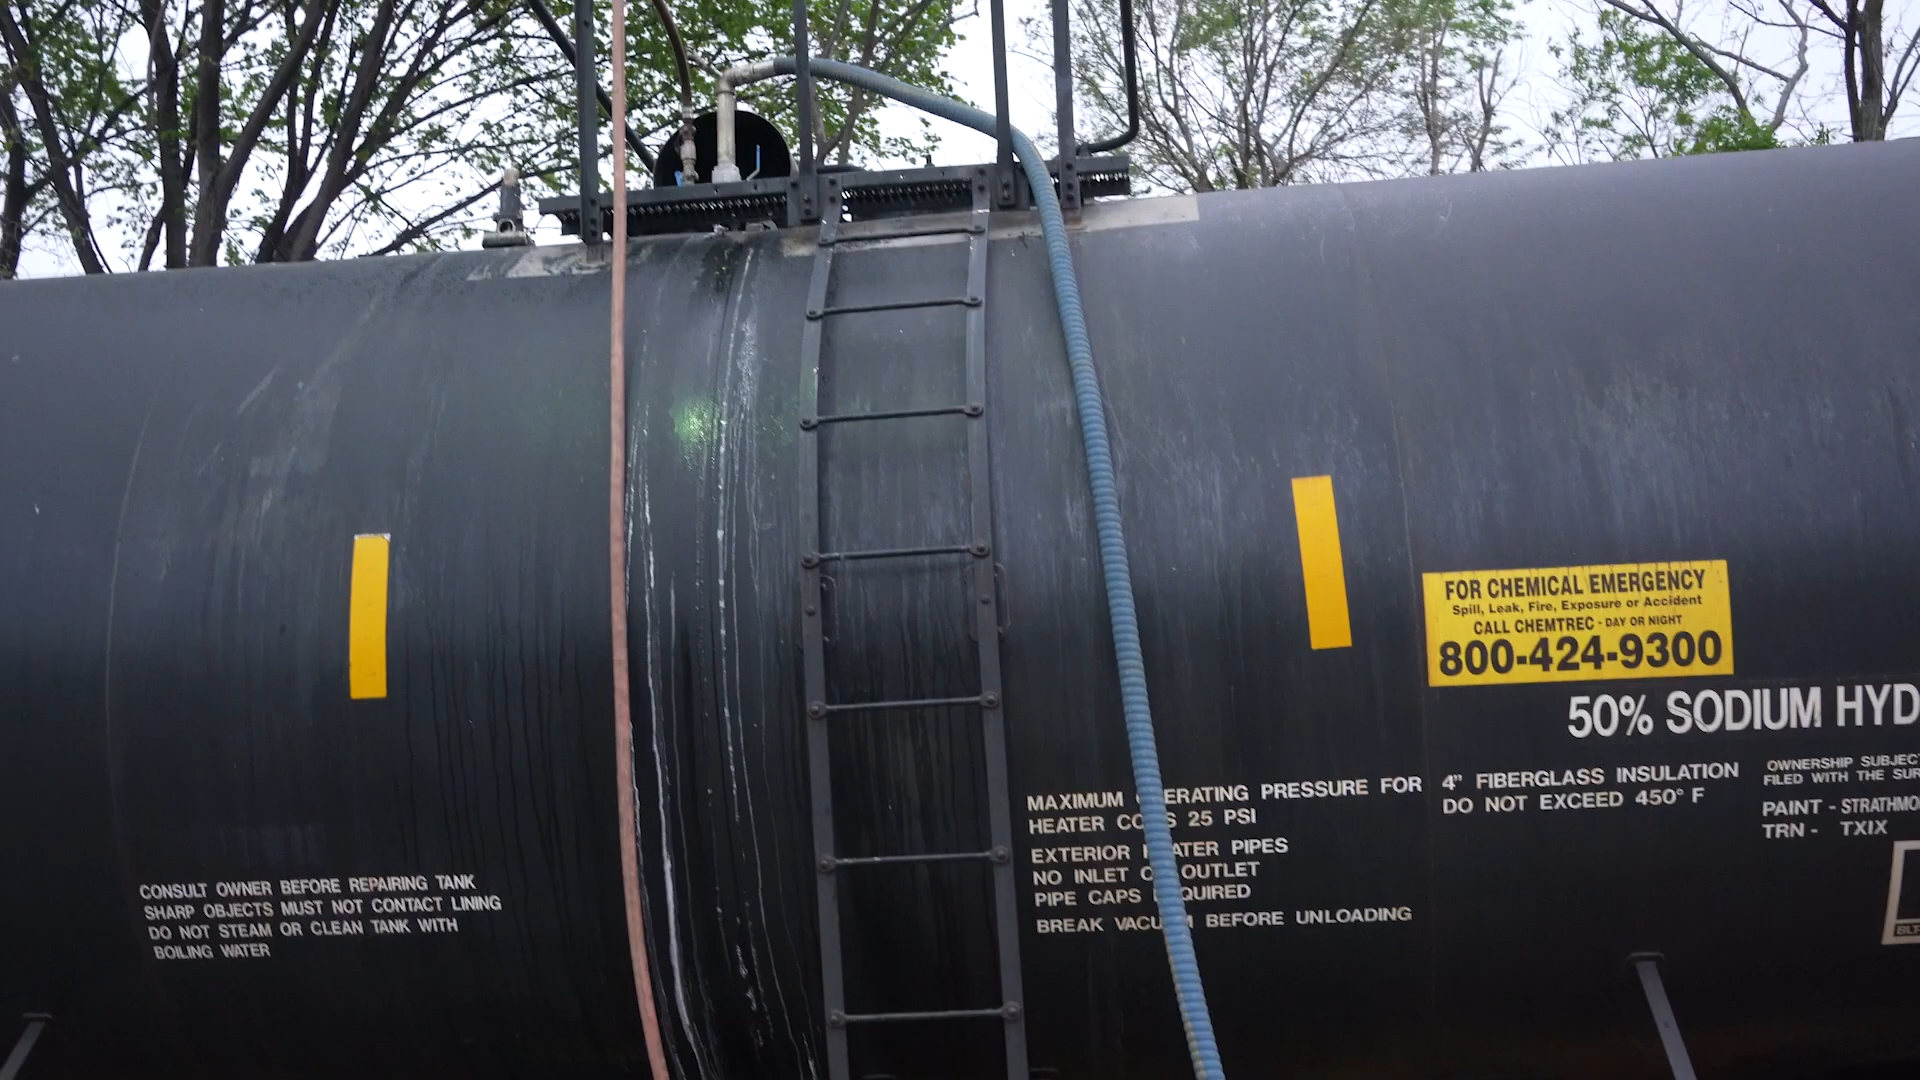 FOR CHEMICAL EMERGENCY
Spill, Leak, Fire, Exposure or Accident
CALL CHEMTREC - DAY OR NIGHT
800-424-9300
50% SODIUM HYD
OWNERSHIP SUBJECT
FILED WITH THE SUR
PAINT - STRATHMO
TRN - TXIX
4" FIBERGLASS INSULATION
DO NOT EXCEED 450° F
MAXIMUM ERATING PRESSURE FOR
HEATER CO S 25 PSI
EXTERIOR H ATER PIPES
NO INLET O OUTLET
PIPE CAPS QUIRED
BREAK VACU M BEFORE UNLOADING
CONSULT OWNER BEFORE REPAIRING TANK
SHARP OBJECTS MUST NOT CONTACT LINING
DO NOT STEAM OR CLEAN TANK WITH
BOILING WATER
BLT